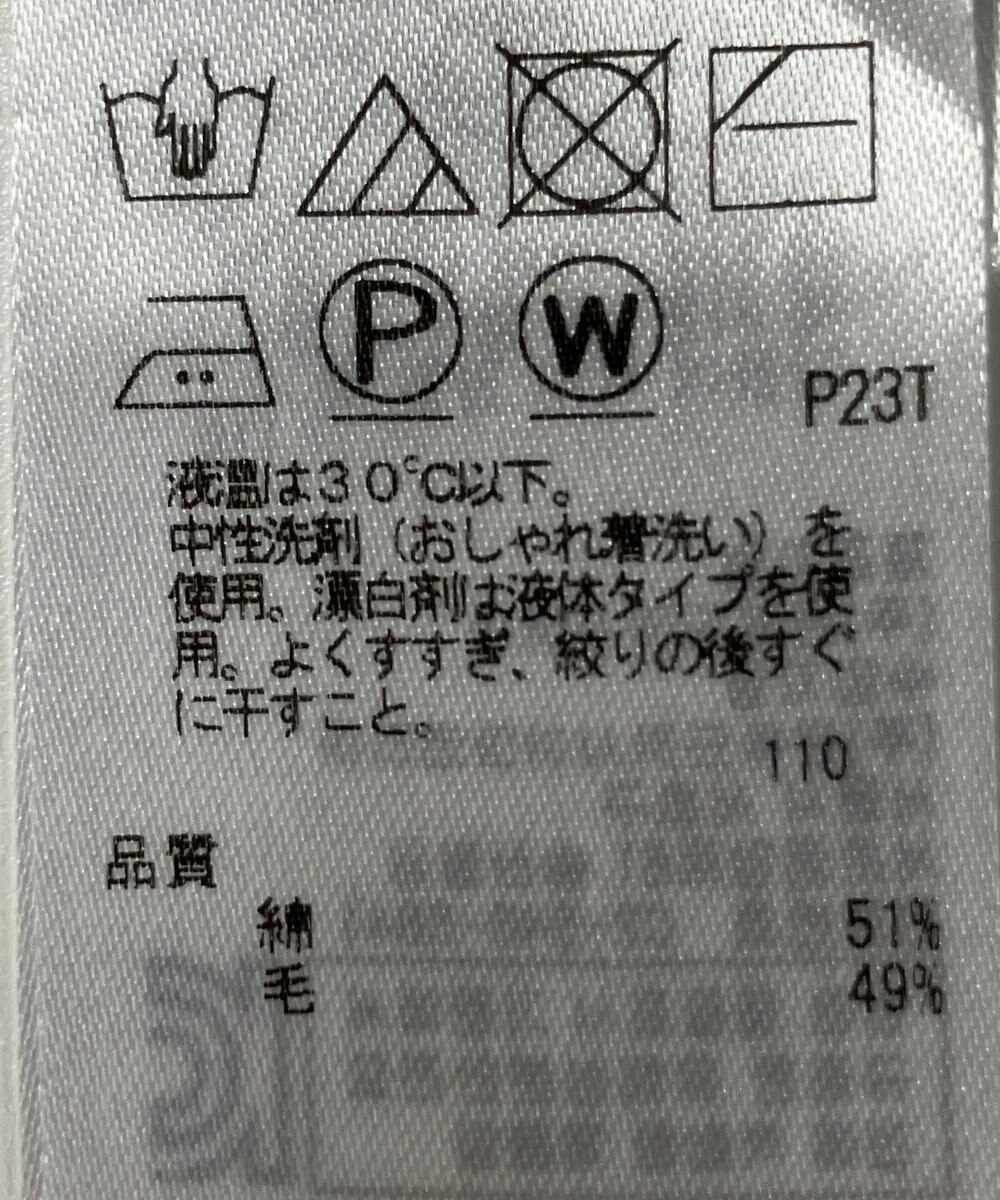 P
W
P23T
液温は30℃以下。
中性洗剤（おしゃれ着洗い）を
使用。漂白剤は液体タイプを使
用。よくすすぎ、絞りの後すぐ
に干すこと。
110
品質
綿 51%
毛 49%